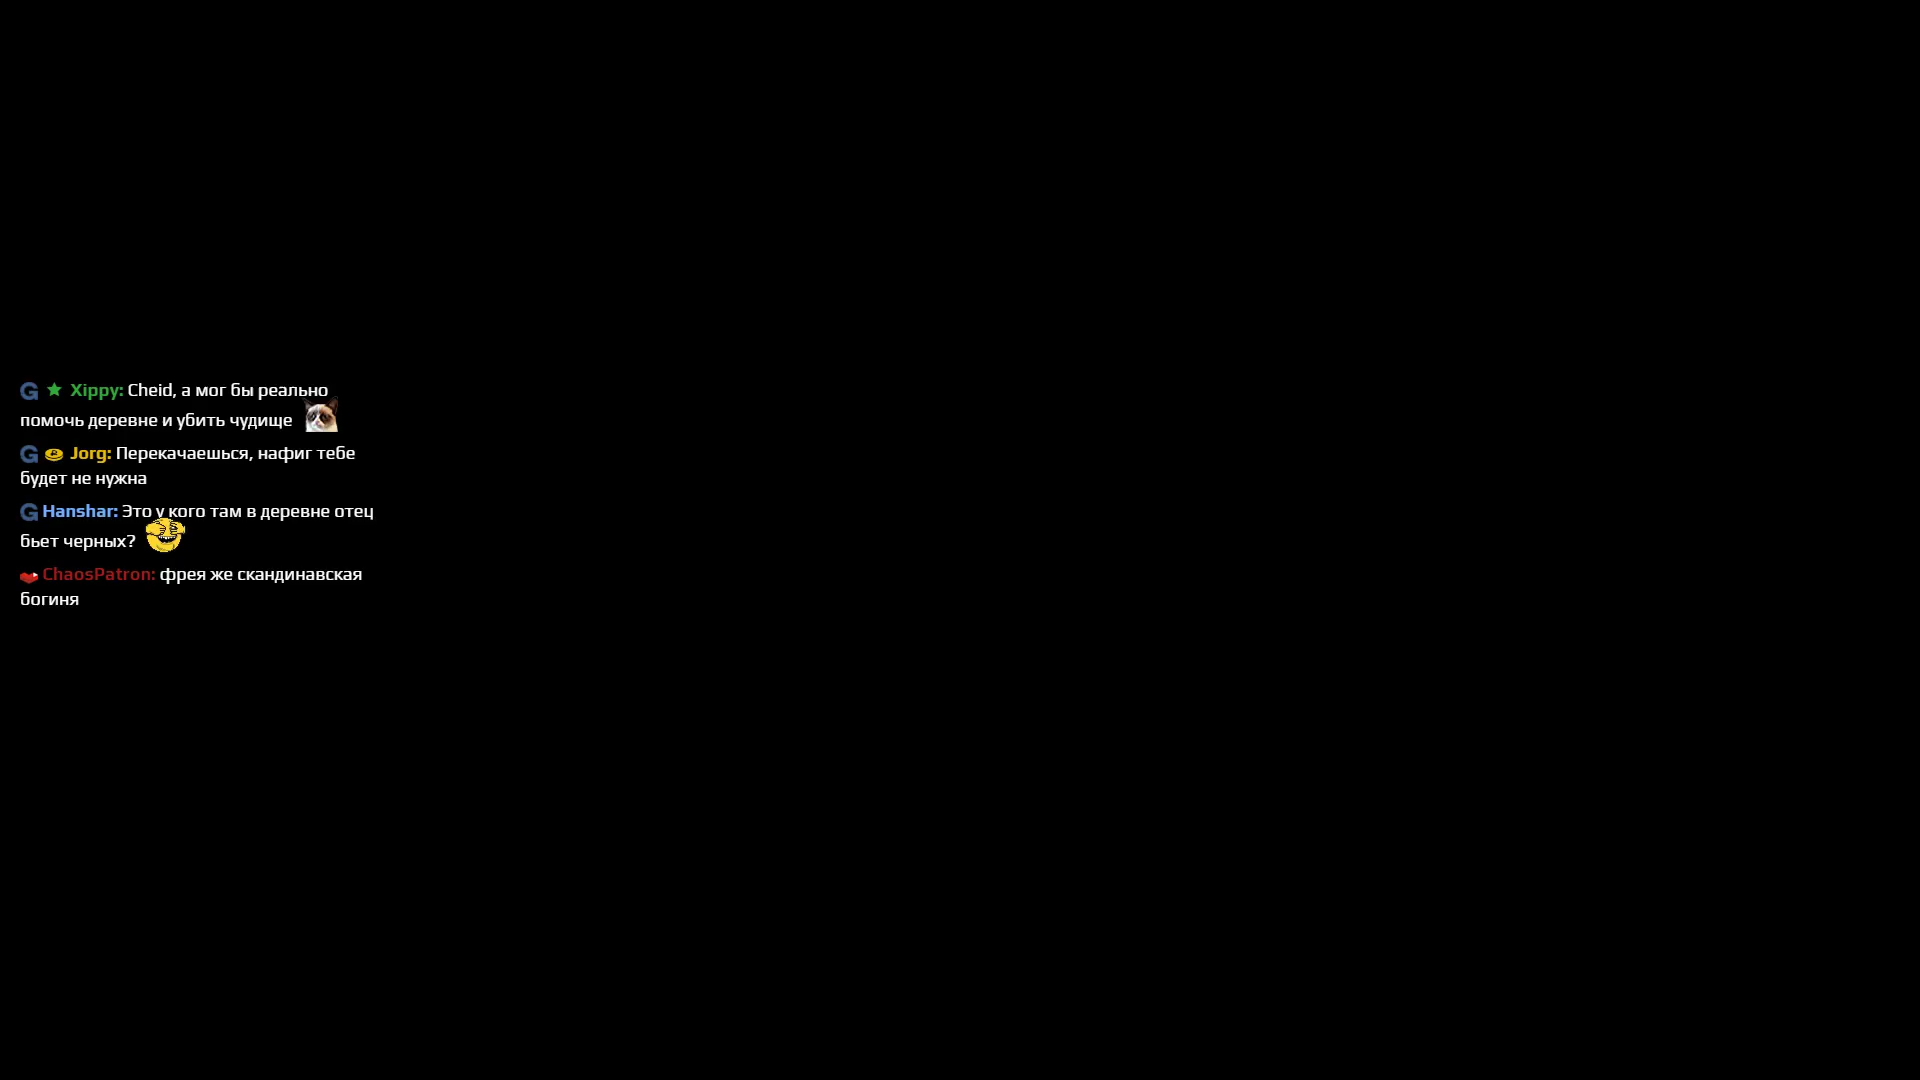 Xippy: Cheid, а мог бы реально
помочь деревне и убить чудище
Jorg: Перекачаешься, нафиг тебе
будет не нужна
Hanshar: Это у кого там в деревне отец
бьет черных?
ChaosPatron: фрея же скандинавская
богиня